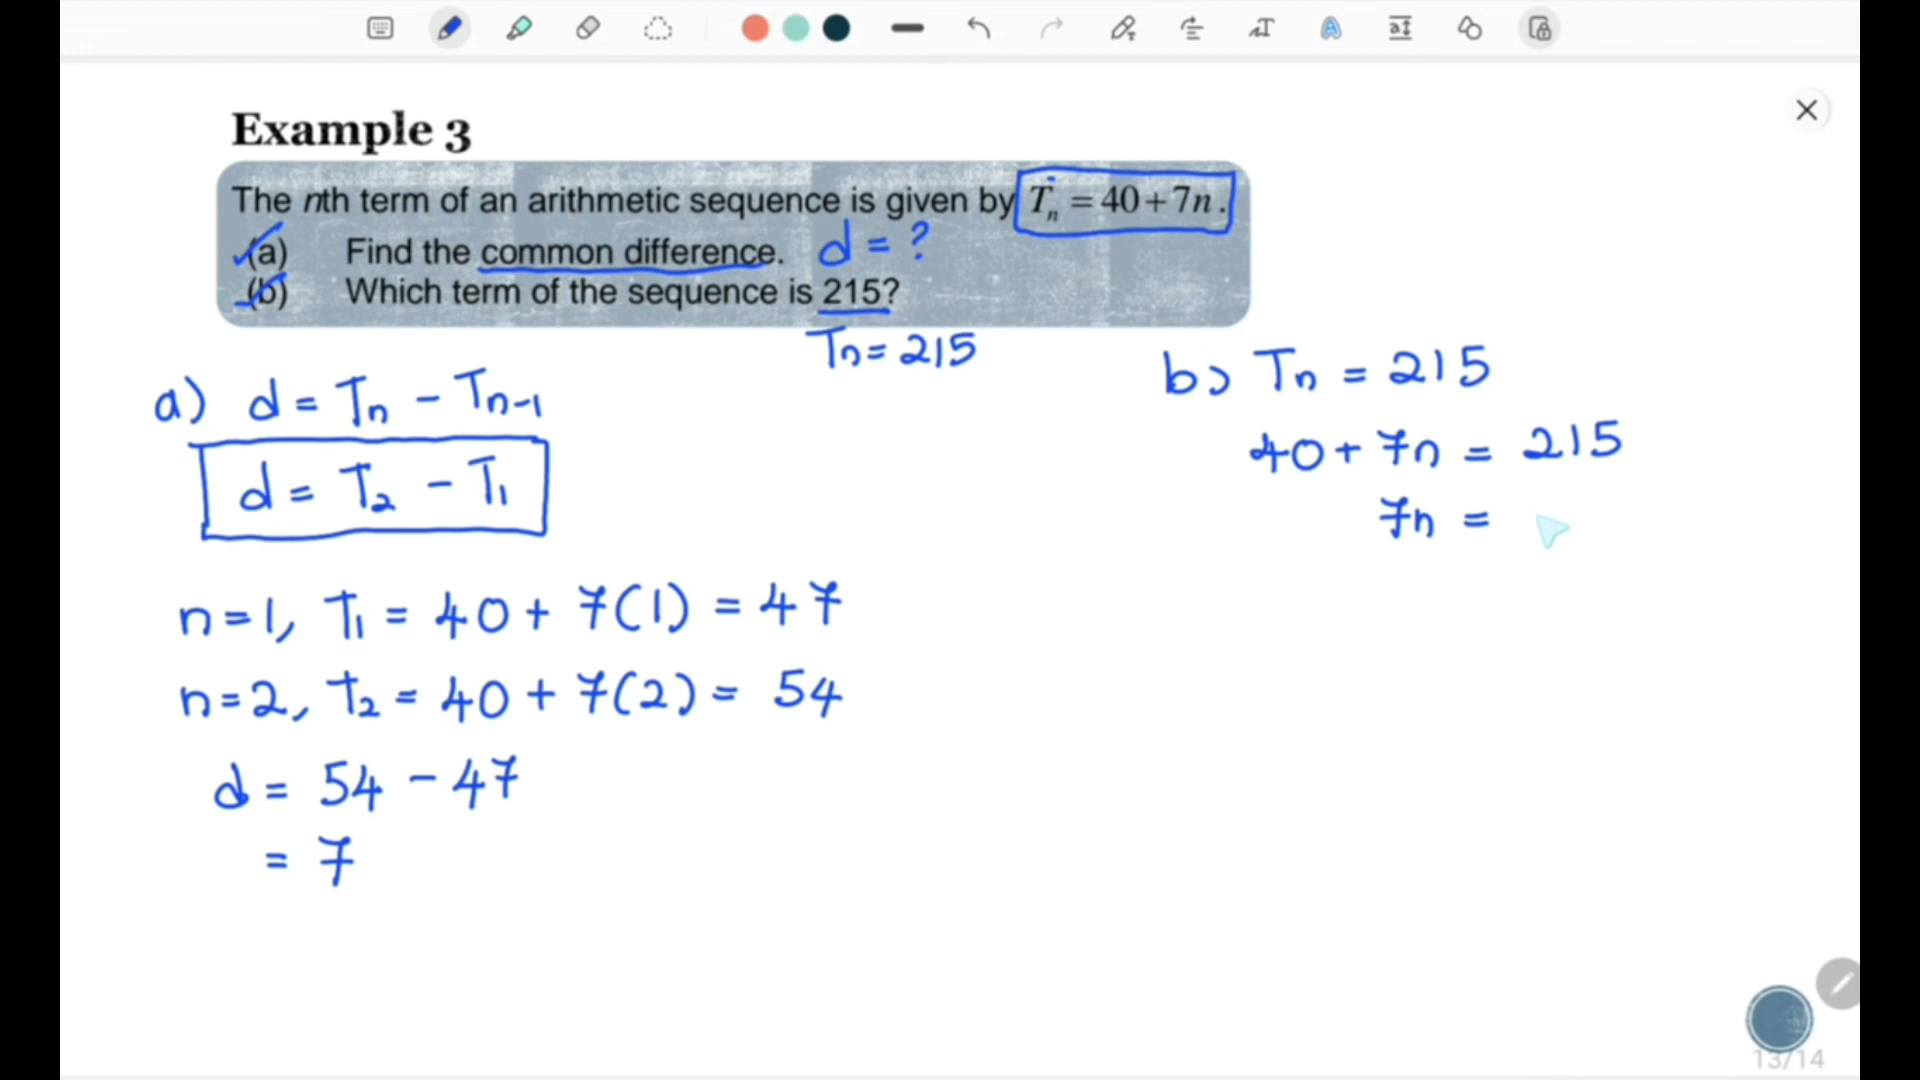 Example 3
The nth term of an arithmetic sequence is given by Tn = 40 + 7n.
(a) Find the common difference. d = ?
(b) Which term of the sequence is 215?
Tn = 215
a) d = Tn - Tn-1
d = T2 - T1
n=1, T1 = 40 + 7(1) = 47
n=2, T2 = 40 + 7(2) = 54
d = 54 - 47
= 7
b) Tn = 215
40 + 7n = 215
7n =
13/14